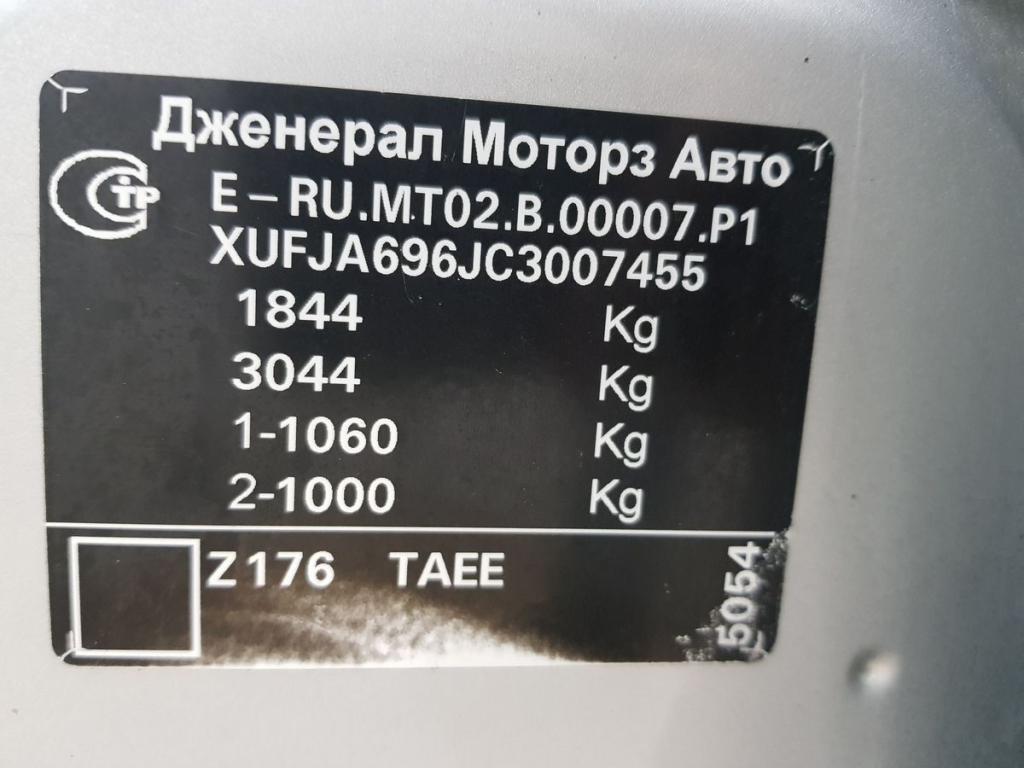 Дженерал Моторз Авто
СТР
E – RU.MT02.B.00007.P1
XUFJA696JC3007455
1844 Kg
3044 Kg
1-1060 Kg
2-1000 Kg
Z176 TAEE
5054